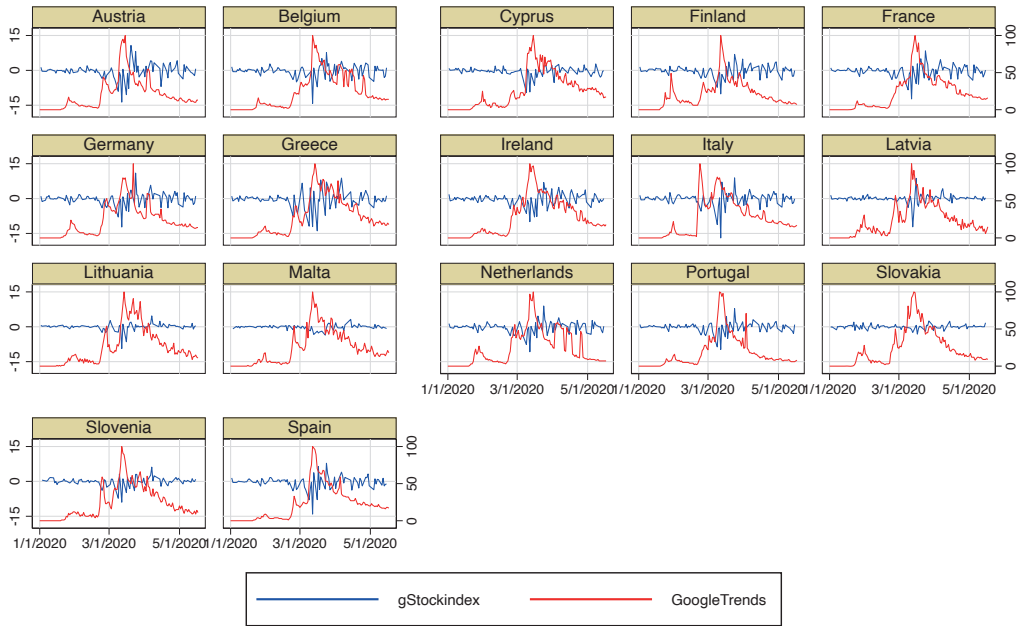 Austria Belgium Cyprus Finland France
15 0 -15
100 50 0
Germany Greece Ireland Italy Latvia
15 0 -15
100 50 0
Lithuania Malta Netherlands Portugal Slovakia
15 0 -15
100 50 0
1/1/2020 3/1/2020 5/1/2020 1/1/2020 3/1/2020 5/1/2020 1/1/2020 3/1/2020 5/1/2020
Slovenia Spain
15 0 -15
100 50 0
1/1/2020 3/1/2020 5/1/2020 1/1/2020 3/1/2020 5/1/2020
gStockindex GoogleTrends